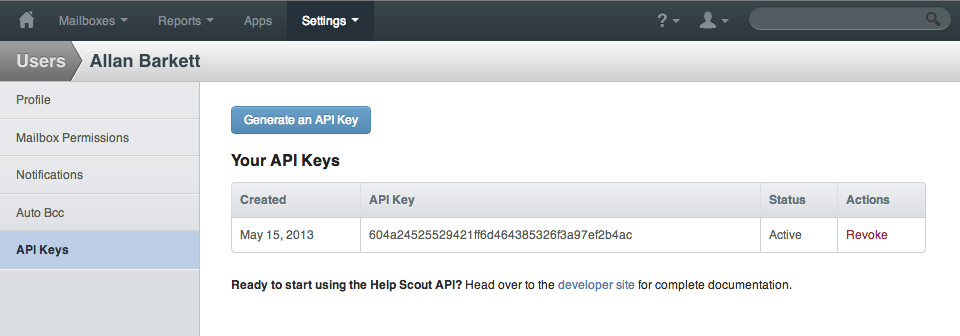 Mailboxes Reports Apps Settings ?
Users Allan Barkett
Profile
Mailbox Permissions
Notifications
Auto Bcc
API Keys
Generate an API Key
Your API Keys
Created API Key Status Actions
May 15, 2013 604a24525529421ff6d464385326f3a97ef2b4ac Active Revoke
Ready to start using the Help Scout API? Head over to the developer site for complete documentation.